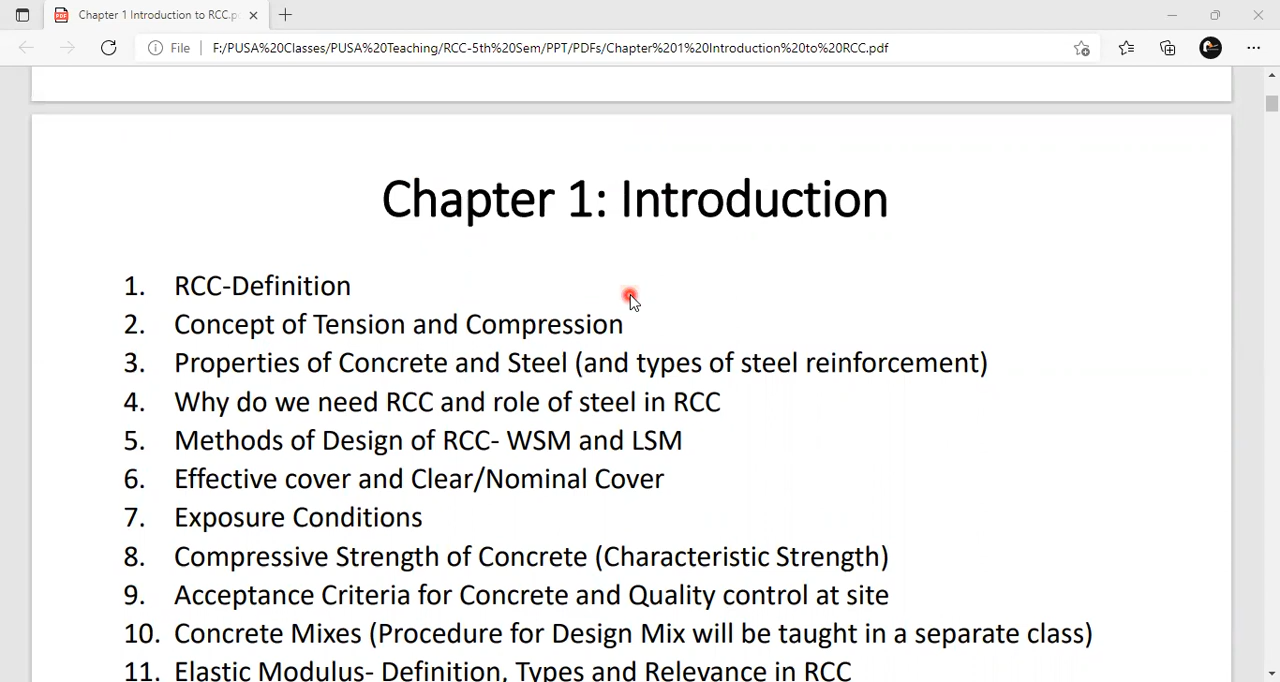 Chapter 1 Introduction to RCC.p
File
F:/PUSA%20Classes/PUSA%20Teaching/RCC-5th%20Sem/PPT/PDFs/Chapter%201%20Introduction%20to%20RCC.pdf
Chapter 1: Introduction
1. RCC-Definition
2. Concept of Tension and Compression
3. Properties of Concrete and Steel (and types of steel reinforcement)
4. Why do we need RCC and role of steel in RCC
5. Methods of Design of RCC- WSM and LSM
6. Effective cover and Clear/Nominal Cover
7. Exposure Conditions
8. Compressive Strength of Concrete (Characteristic Strength)
9. Acceptance Criteria for Concrete and Quality control at site
10. Concrete Mixes (Procedure for Design Mix will be taught in a separate class)
11. Elastic Modulus- Definition, Types and Relevance in RCC